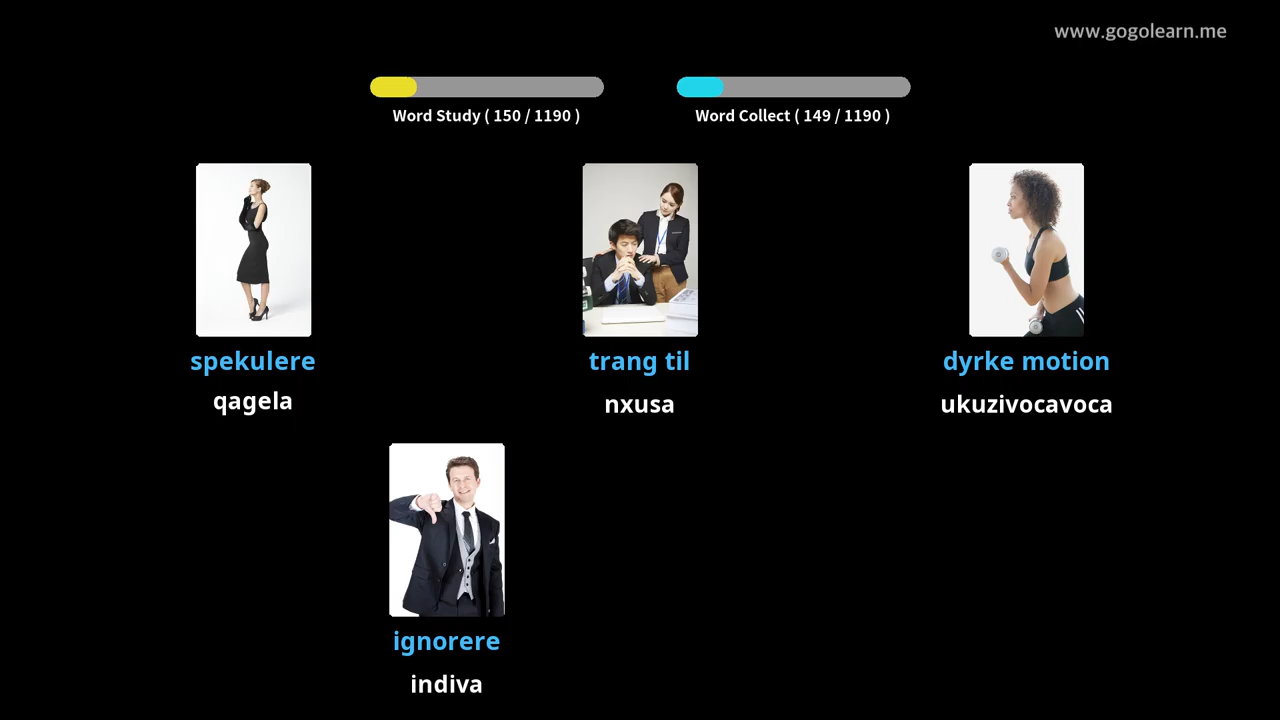 www.gogolearn.me
Word Study ( 150 / 1190 )
Word Collect ( 149 / 1190 )
spekulere
trang til
dyrke motion
qagela
nxusa
ukuzivocavoca
ignorere
indiva